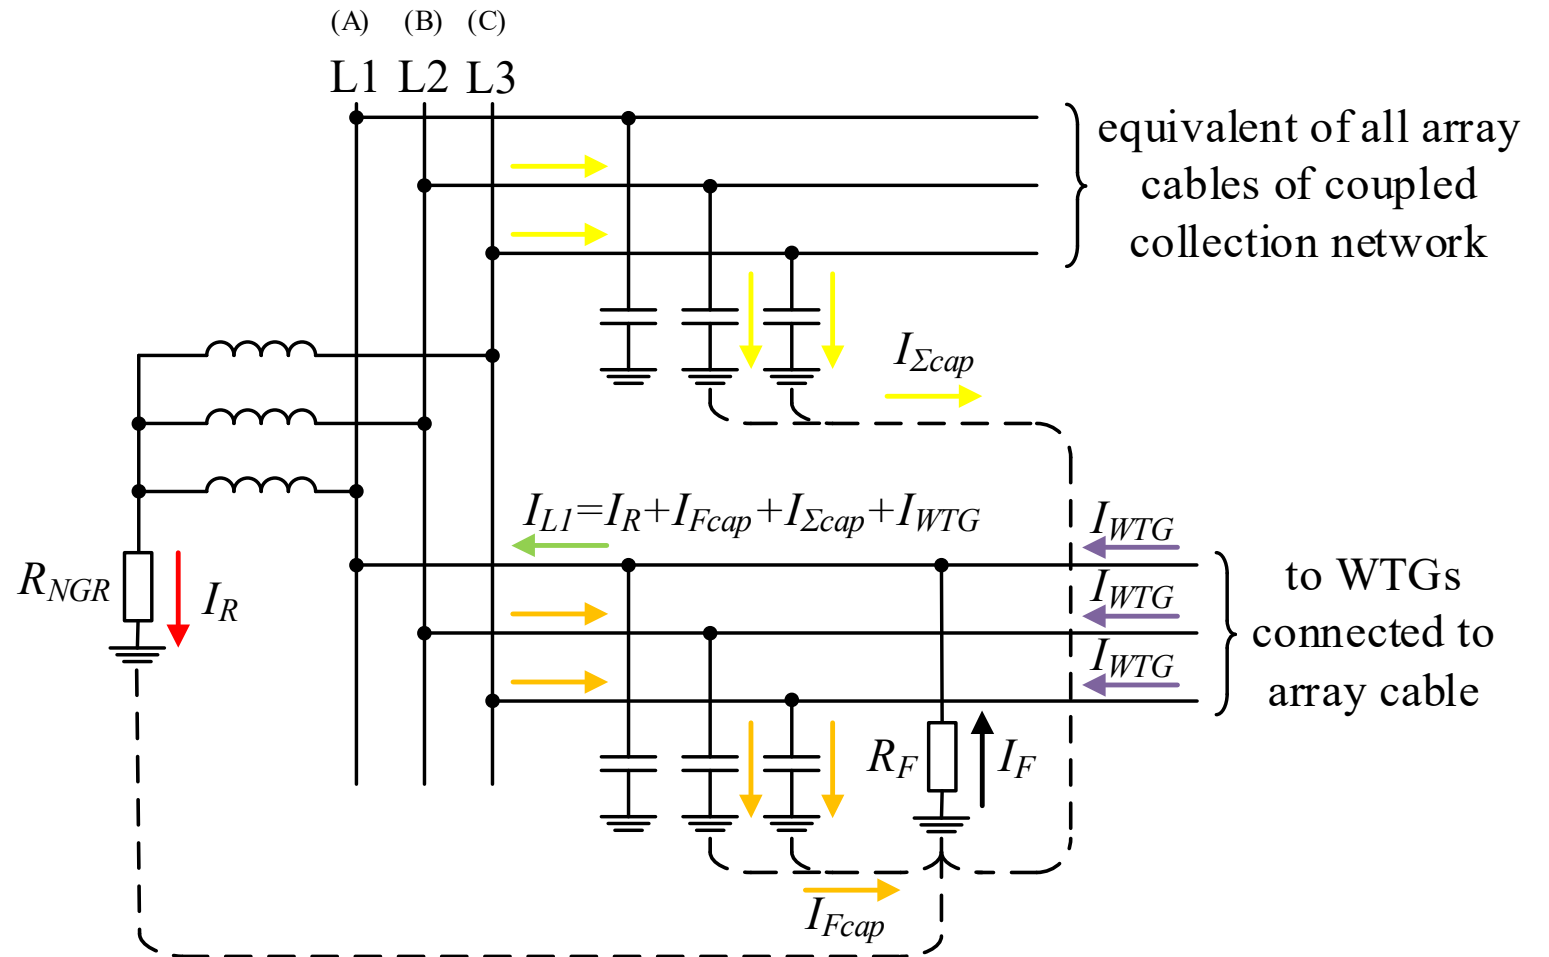 (A) (B) (C)
L1 L2 L3
equivalent of all array
cables of coupled
collection network
IΣcap
IL1=IR+IFcap+IΣcap+IWTG
IWTG
IWTG
IWTG
to WTGs
connected to
array cable
RNGR
IR
RF
IF
IFcap